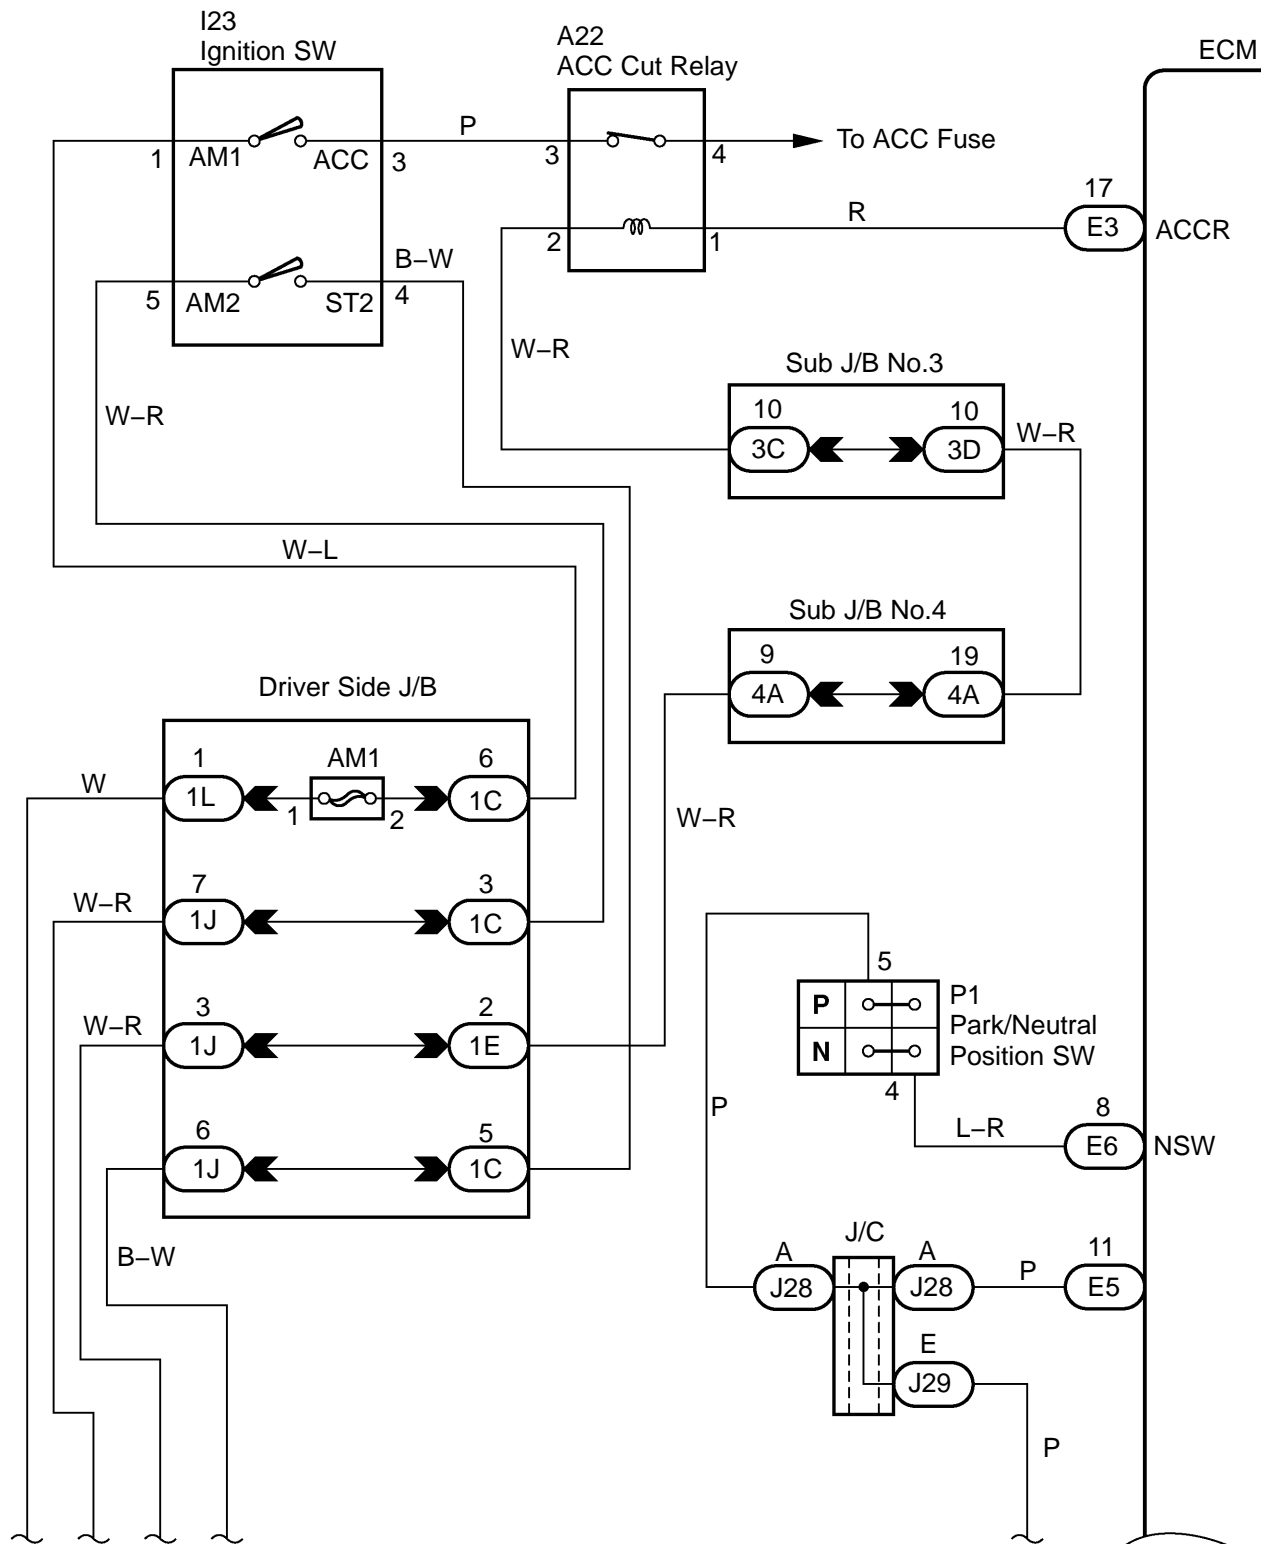 I23
Ignition SW
A22
ACC Cut Relay
ECM
1
AM1
ACC
3
P
3
4
To ACC Fuse
17
E3
ACCR
2
1
R
5
AM2
ST2
4
B–W
W–R
W–R
Sub J/B No.3
10
3C
10
3D
W–R
W–L
Sub J/B No.4
9
4A
19
4A
Driver Side J/B
W
1
1L
1
AM1
2
6
1C
W–R
W–R
7
1J
3
1C
W–R
3
1J
2
1E
6
1J
5
1C
B–W
5
P
N
4
P1
Park/Neutral
Position SW
P
L–R
8
E6
NSW
J/C
A
J28
A
J28
P
11
E5
E
J29
P